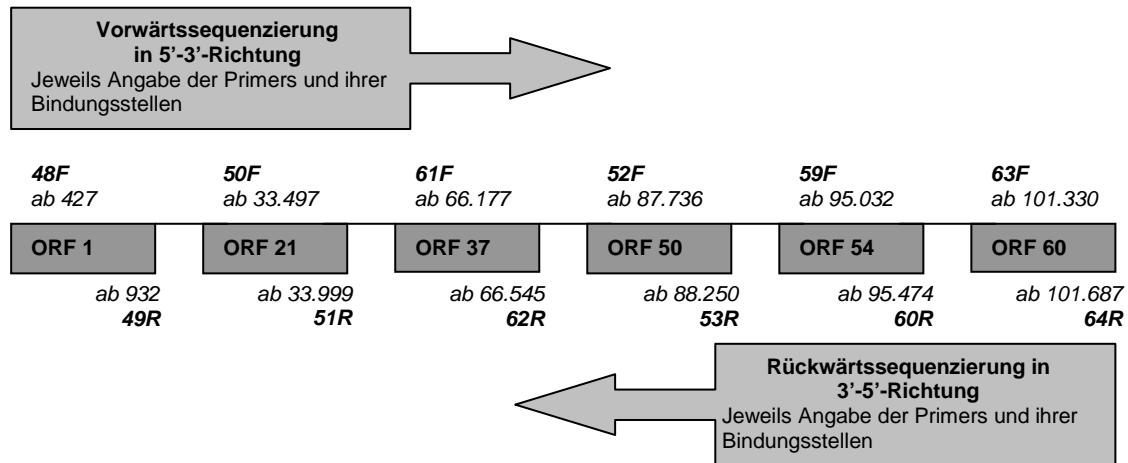 Vorwärtssequenzierung
in 5’-3’-Richtung
Jeweils Angabe der Primers und ihrer
Bindungsstellen
48F 50F 61F 52F 59F 63F
ab 427 ab 33.497 ab 66.177 ab 87.736 ab 95.032 ab 101.330
ORF 1 ORF 21 ORF 37 ORF 50 ORF 54 ORF 60
ab 932 ab 33.999 ab 66.545 ab 88.250 ab 95.474 ab 101.687
49R 51R 62R 53R 60R 64R
Rückwärtssequenzierung in
3’-5’-Richtung
Jeweils Angabe der Primers und ihrer
Bindungsstellen